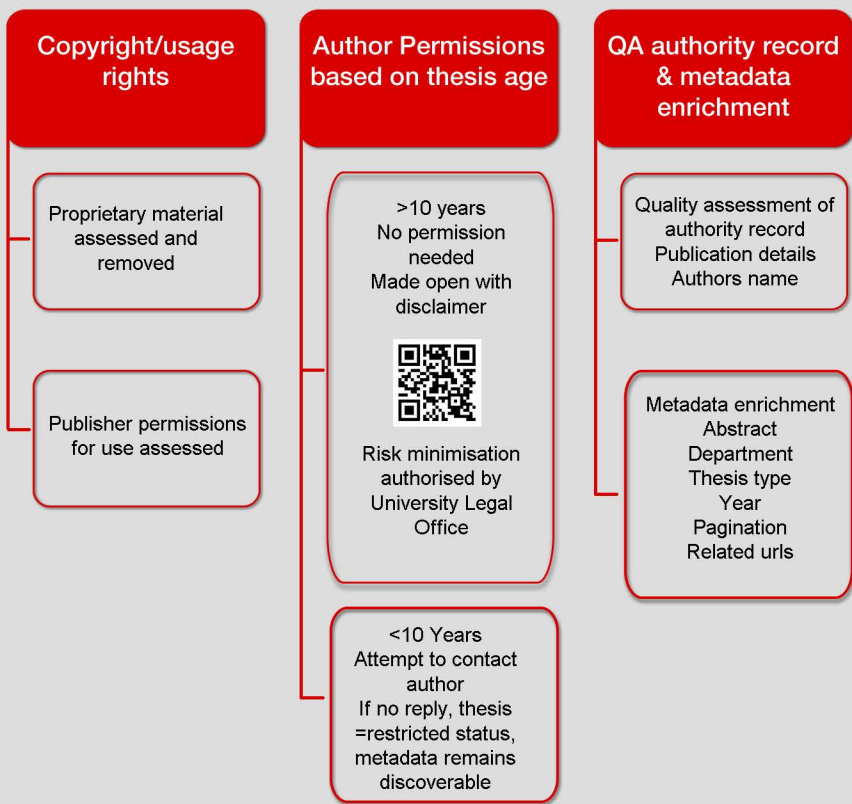 Copyright/usage
rights
Proprietary material
assessed and
removed
Publisher permissions
for use assessed
Author Permissions
based on thesis age
>10 years
No permission
needed
Made open with
disclaimer
Risk minimisation
authorised by
University Legal
Office
<10 Years
Attempt to contact
author
If no reply, thesis
=restricted status,
metadata remains
discoverable
QA authority record
& metadata
enrichment
Quality assessment of
authority record
Publication details
Authors name
Metadata enrichment
Abstract
Department
Thesis type
Year
Pagination
Related urls